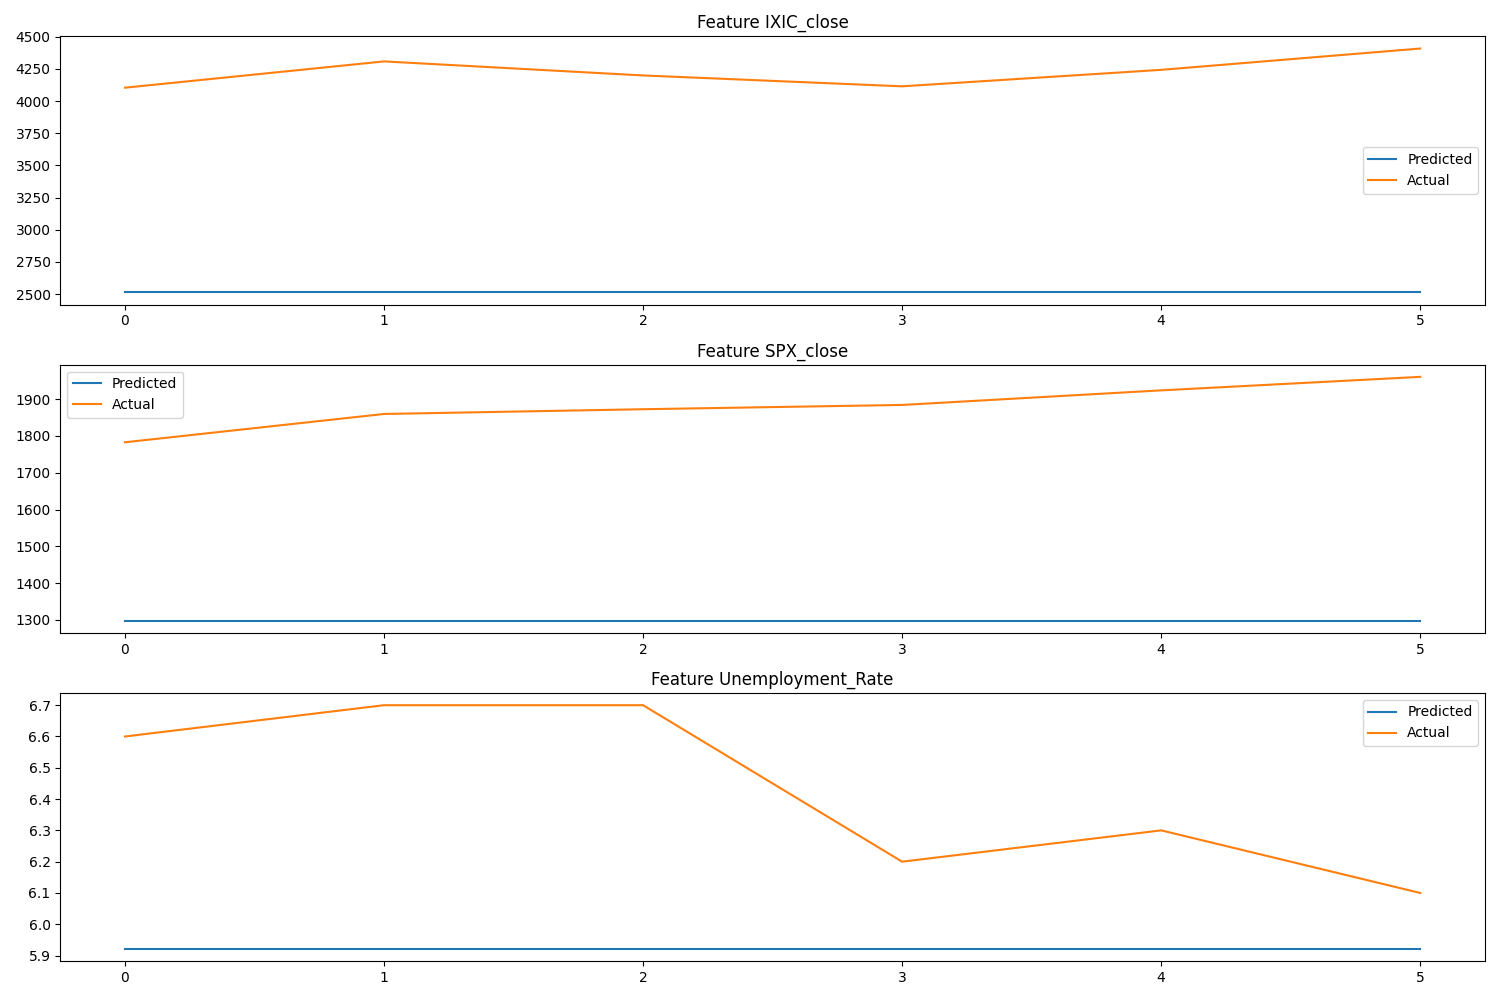 Feature IXIC_close
4500
4250
4000
3750
3500
3250
3000
2750
2500
Predicted
Actual
0 1 2 3 4 5
Feature SPX_close
1900
1800
1700
1600
1500
1400
1300
Predicted
Actual
0 1 2 3 4 5
Feature Unemployment_Rate
6.7
6.6
6.5
6.4
6.3
6.2
6.1
6.0
5.9
Predicted
Actual
0 1 2 3 4 5